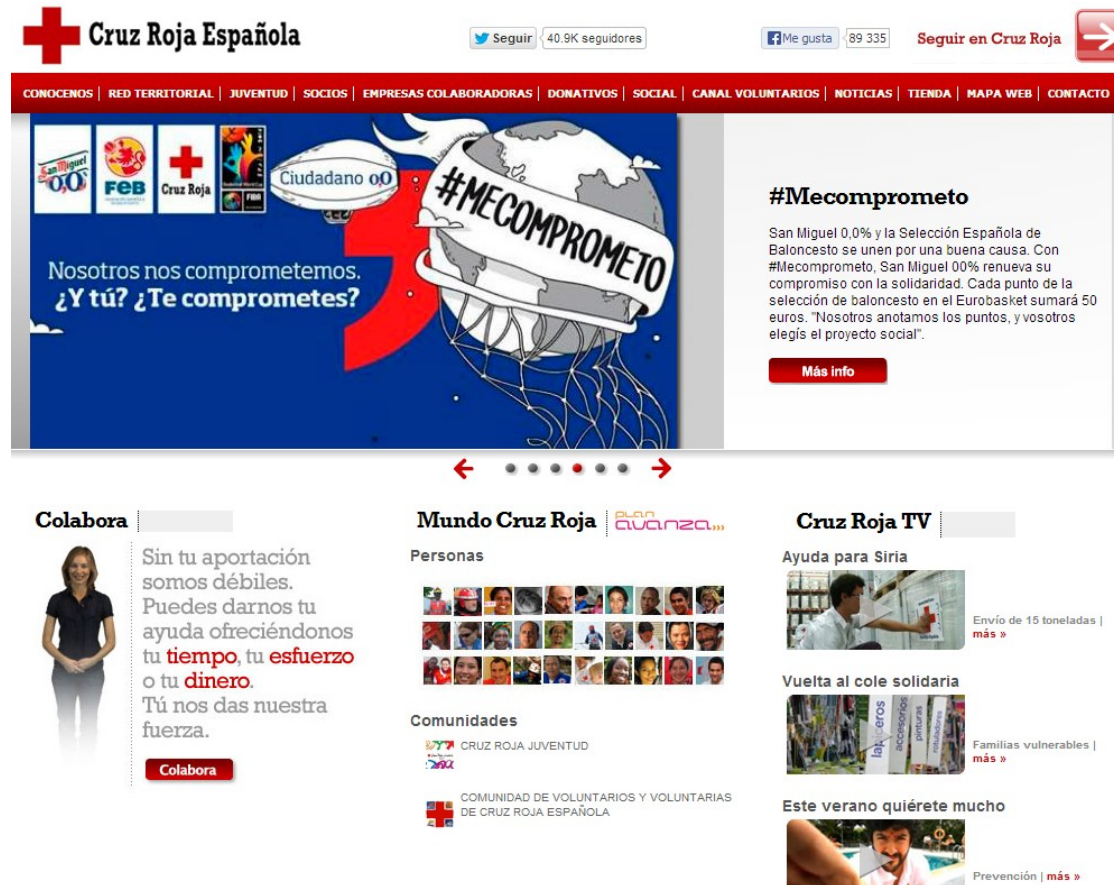 Cruz Roja Española
Seguir 40.9K seguidores
Me gusta 89 335
Seguir en Cruz Roja
CONOCENOS | RED TERRITORIAL | JUVENTUD | SOCIOS | EMPRESAS COLABORADORAS | DONATIVOS | SOCIAL | CANAL VOLUNTARIOS | NOTICIAS | TIENDA | MAPA WEB | CONTACTO
San Miguel
0,0%
FEB
Cruz Roja
FIBA
Ciudadano 0,0
#MECOMPROMETO
Nosotros nos comprometemos.
¿Y tú? ¿Te comprometes?
#Mecomprometo
San Miguel 0,0% y la Selección Española de
Baloncesto se unen por una buena causa. Con
#Mecomprometo, San Miguel 00% renueva su
compromiso con la solidaridad. Cada punto de la
selección de baloncesto en el Eurobasket sumará 50
euros. "Nosotros anotamos los puntos, y vosotros
elegís el proyecto social".
Más info
Colabora
Sin tu aportación
somos débiles.
Puedes darnos tu
ayuda ofreciéndonos
tu tiempo, tu esfuerzo
o tu dinero.
Tú nos das nuestra
fuerza.
Colabora
Mundo Cruz Roja
PLAN
avanza
Personas
Comunidades
CRUZ ROJA JUVENTUD
COMUNIDAD DE VOLUNTARIOS Y VOLUNTARIAS
DE CRUZ ROJA ESPAÑOLA
Cruz Roja TV
Ayuda para Siria
Envío de 15 toneladas |
más »
Vuelta al cole solidaria
lapiceros
accesorios
pinturas
rotuladores
Familias vulnerables |
más »
Este verano quiérete mucho
Prevención | más »